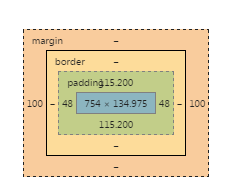 margin –
border –
padding 115.200
100 – 48 754 × 134.975 48 – 100
115.200
–
–